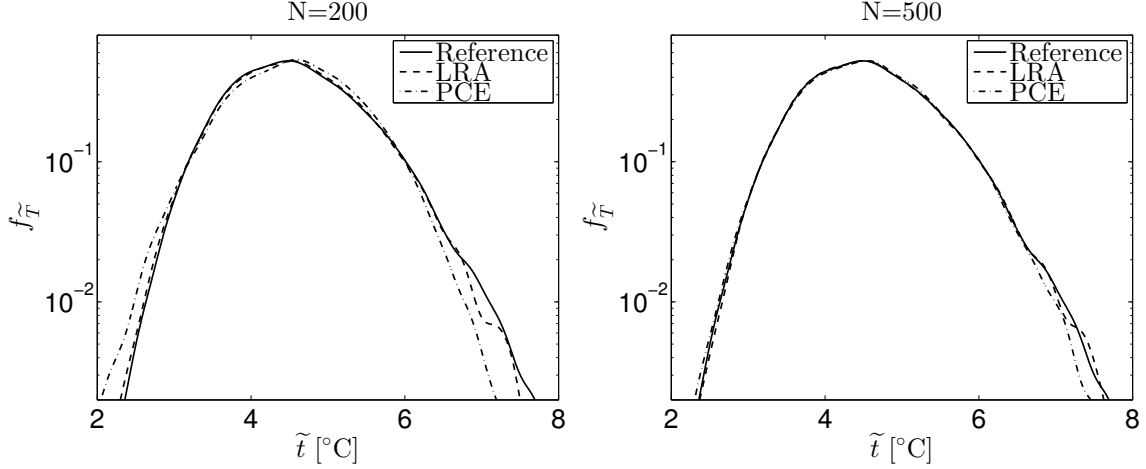 N=200
Reference
LRA
PCE
10⁻¹
10⁻²
f_T̃
2 4 6 8
t̃ [°C]
N=500
Reference
LRA
PCE
10⁻¹
10⁻²
f_T̃
2 4 6 8
t̃ [°C]